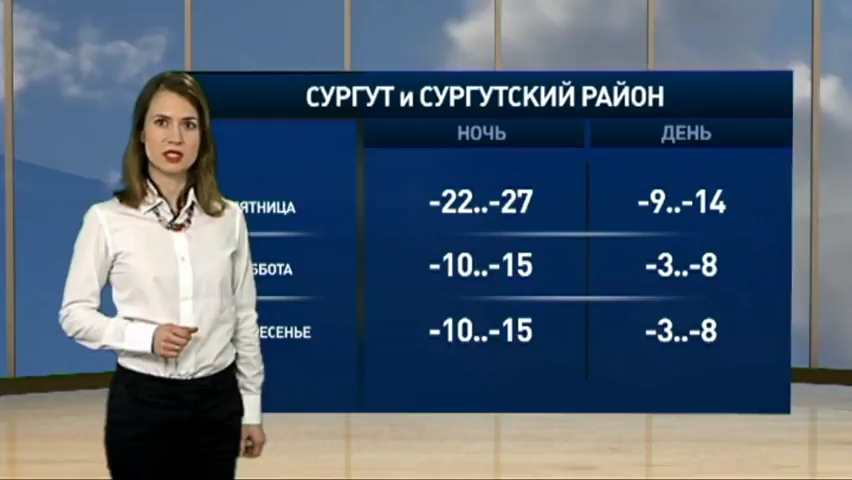 СУРГУТ и СУРГУТСКИЙ РАЙОН
НОЧЬ ДЕНЬ
ЯТНИЦА -22..-27 -9..-14
ББОТА -10..-15 -3..-8
ЕСЕНЬЕ -10..-15 -3..-8